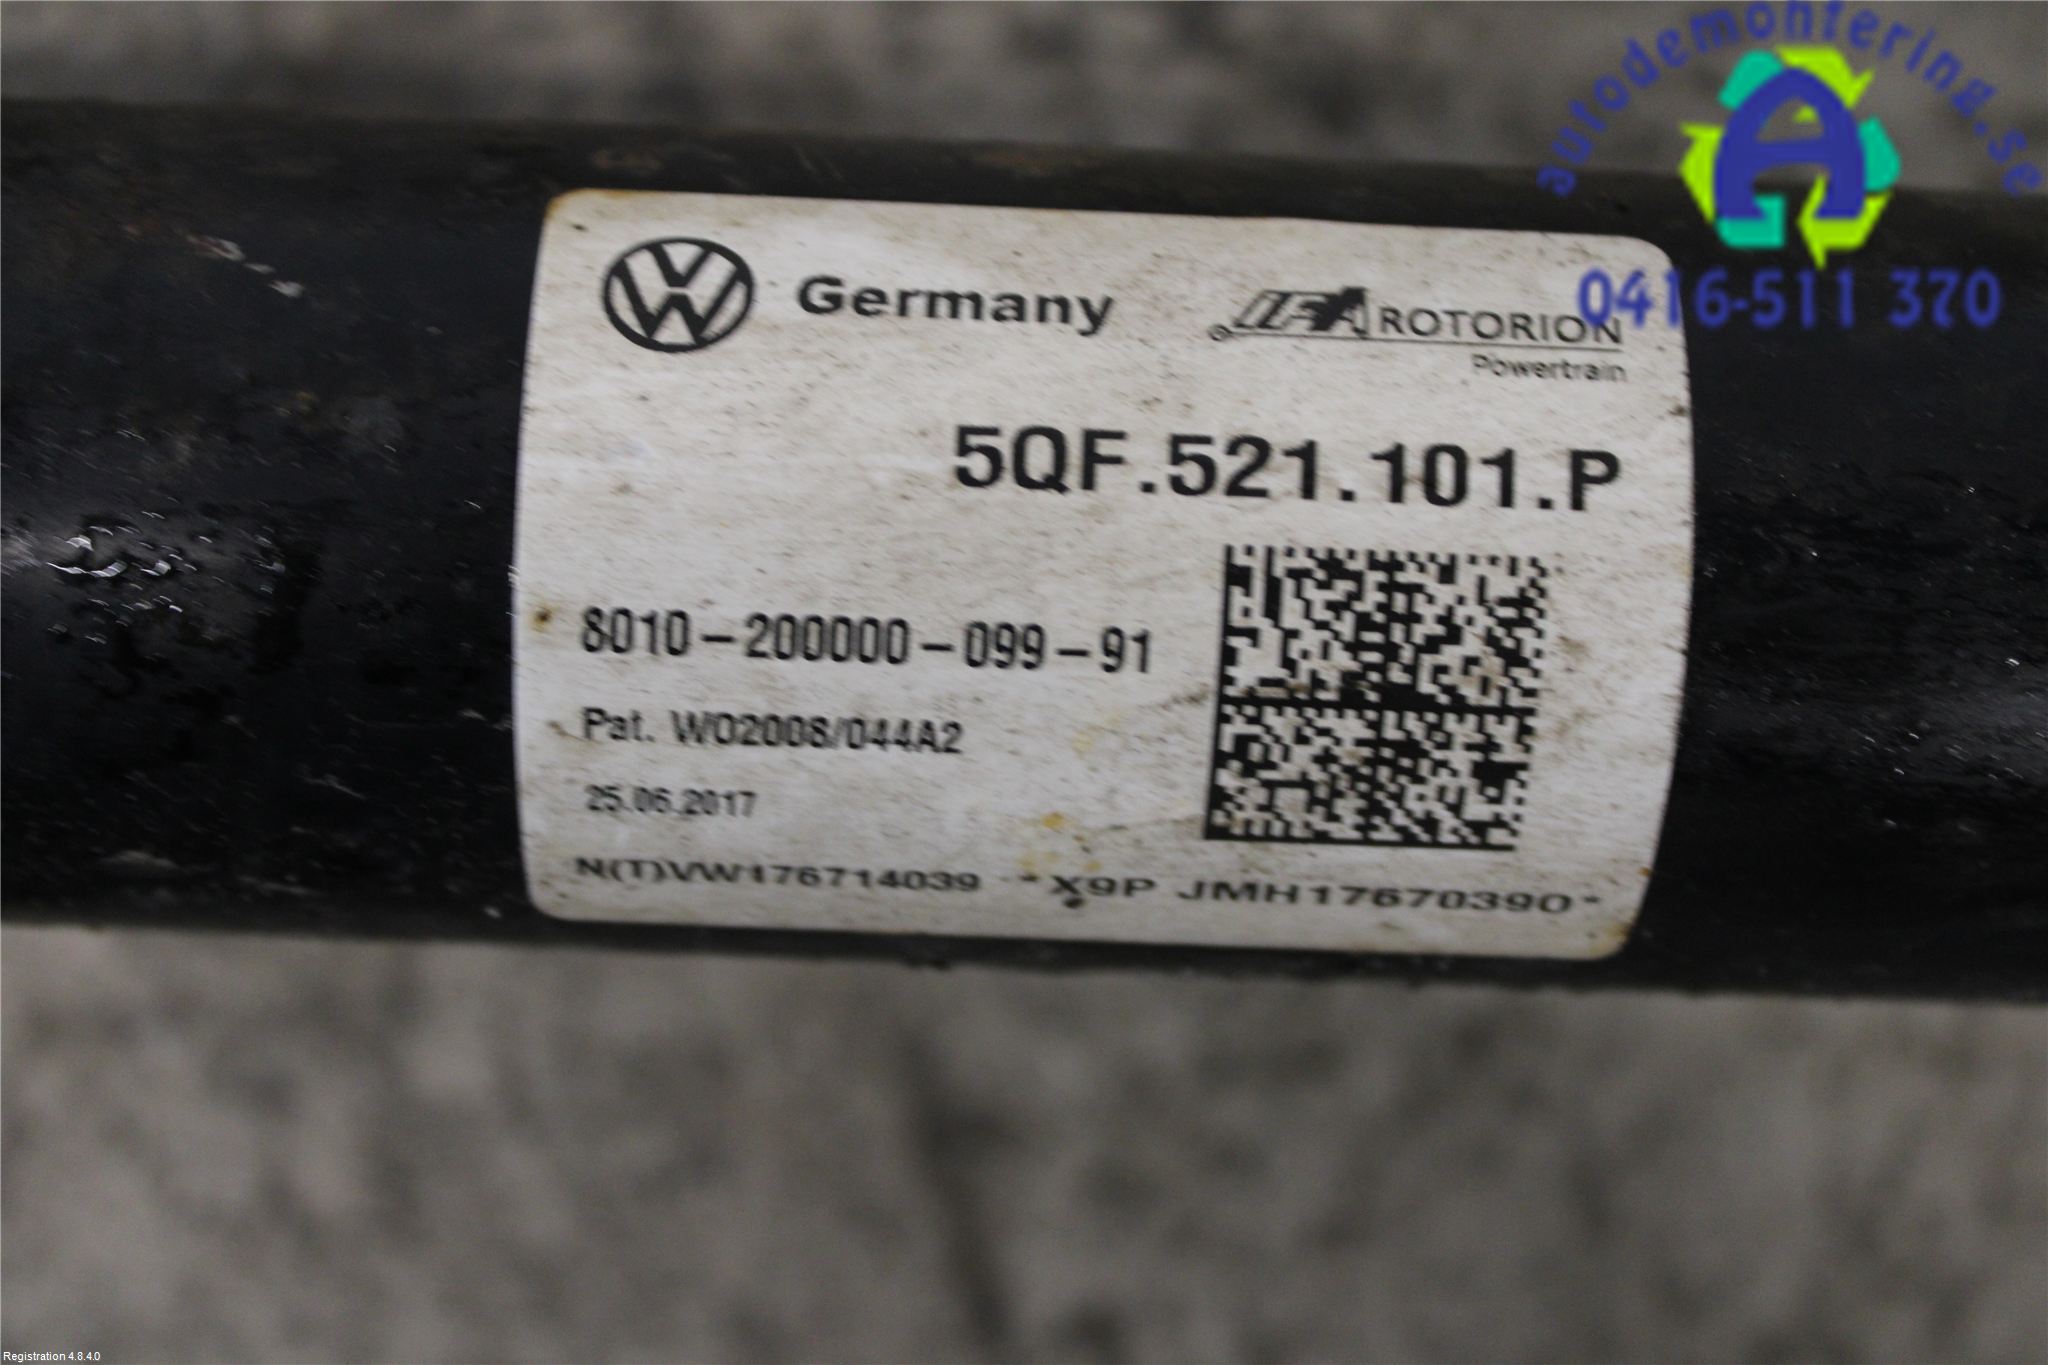 autodemontering.se
A
0416-511 370
VW Germany
IFA ROTORION
Powertrain
5QF.521.101.P
8010-200000-099-91
Pat. WO2008/044A2
25.06.2017
N(T)VW176714039 *X9P JMH17670390*
Registration 4.8.4.0